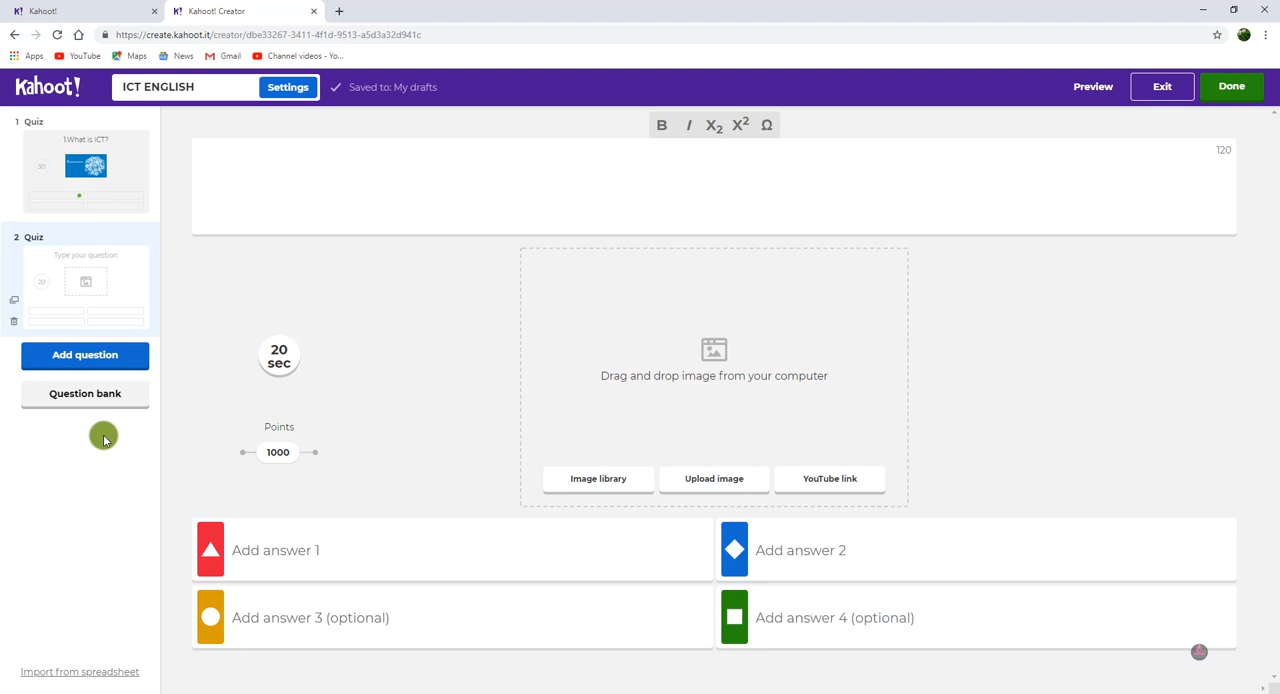 Kahoot!
Kahoot! Creator
https://create.kahoot.it/creator/dbe33267-3411-4f1d-9513-a5d3a32d941c
Apps YouTube Maps News Gmail Channel videos - Yo...
Kahoot! ICT ENGLISH Settings Saved to: My drafts Preview Exit Done
1 Quiz
1.What is ICT?
30
B I X2 X2 Ω
120
2 Quiz
Type your question
20
Add question
Question bank
20
sec
Points
1000
Drag and drop image from your computer
Image library Upload image YouTube link
Add answer 1 Add answer 2
Add answer 3 (optional) Add answer 4 (optional)
Import from spreadsheet